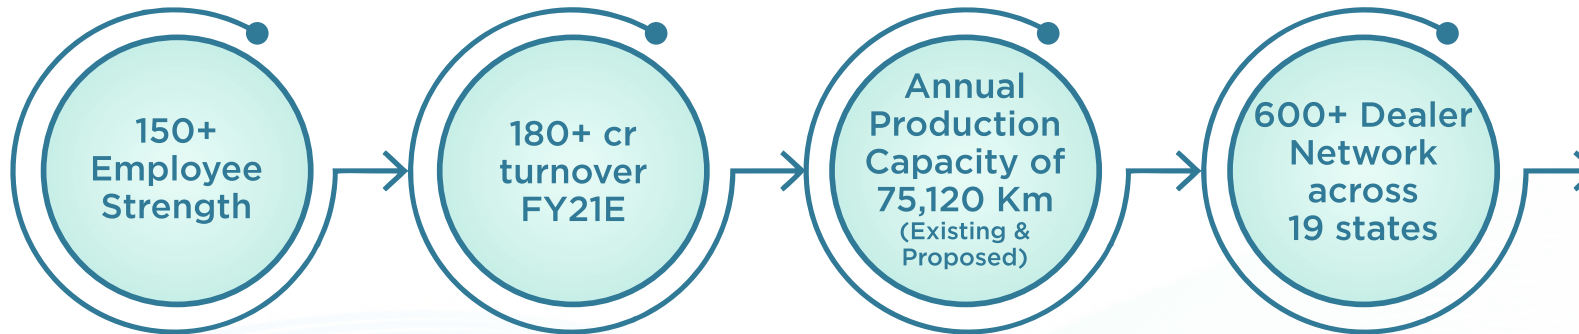 150+
Employee
Strength
180+ cr
turnover
FY21E
Annual
Production
Capacity of
75,120 Km
(Existing &
Proposed)
600+ Dealer
Network
across
19 states